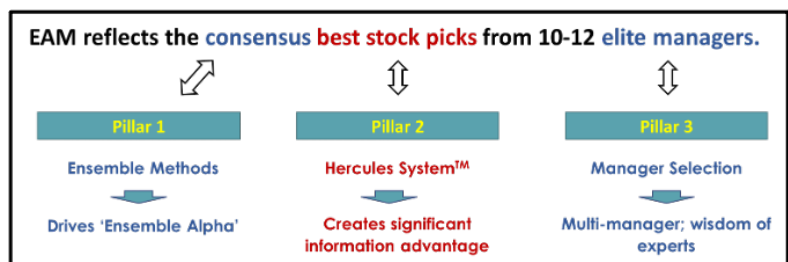 EAM reflects the consensus best stock picks from 10-12 elite managers.
Pillar 1
Pillar 2
Pillar 3
Ensemble Methods
Hercules System™
Manager Selection
Drives ‘Ensemble Alpha’
Creates significant
information advantage
Multi-manager; wisdom of
experts